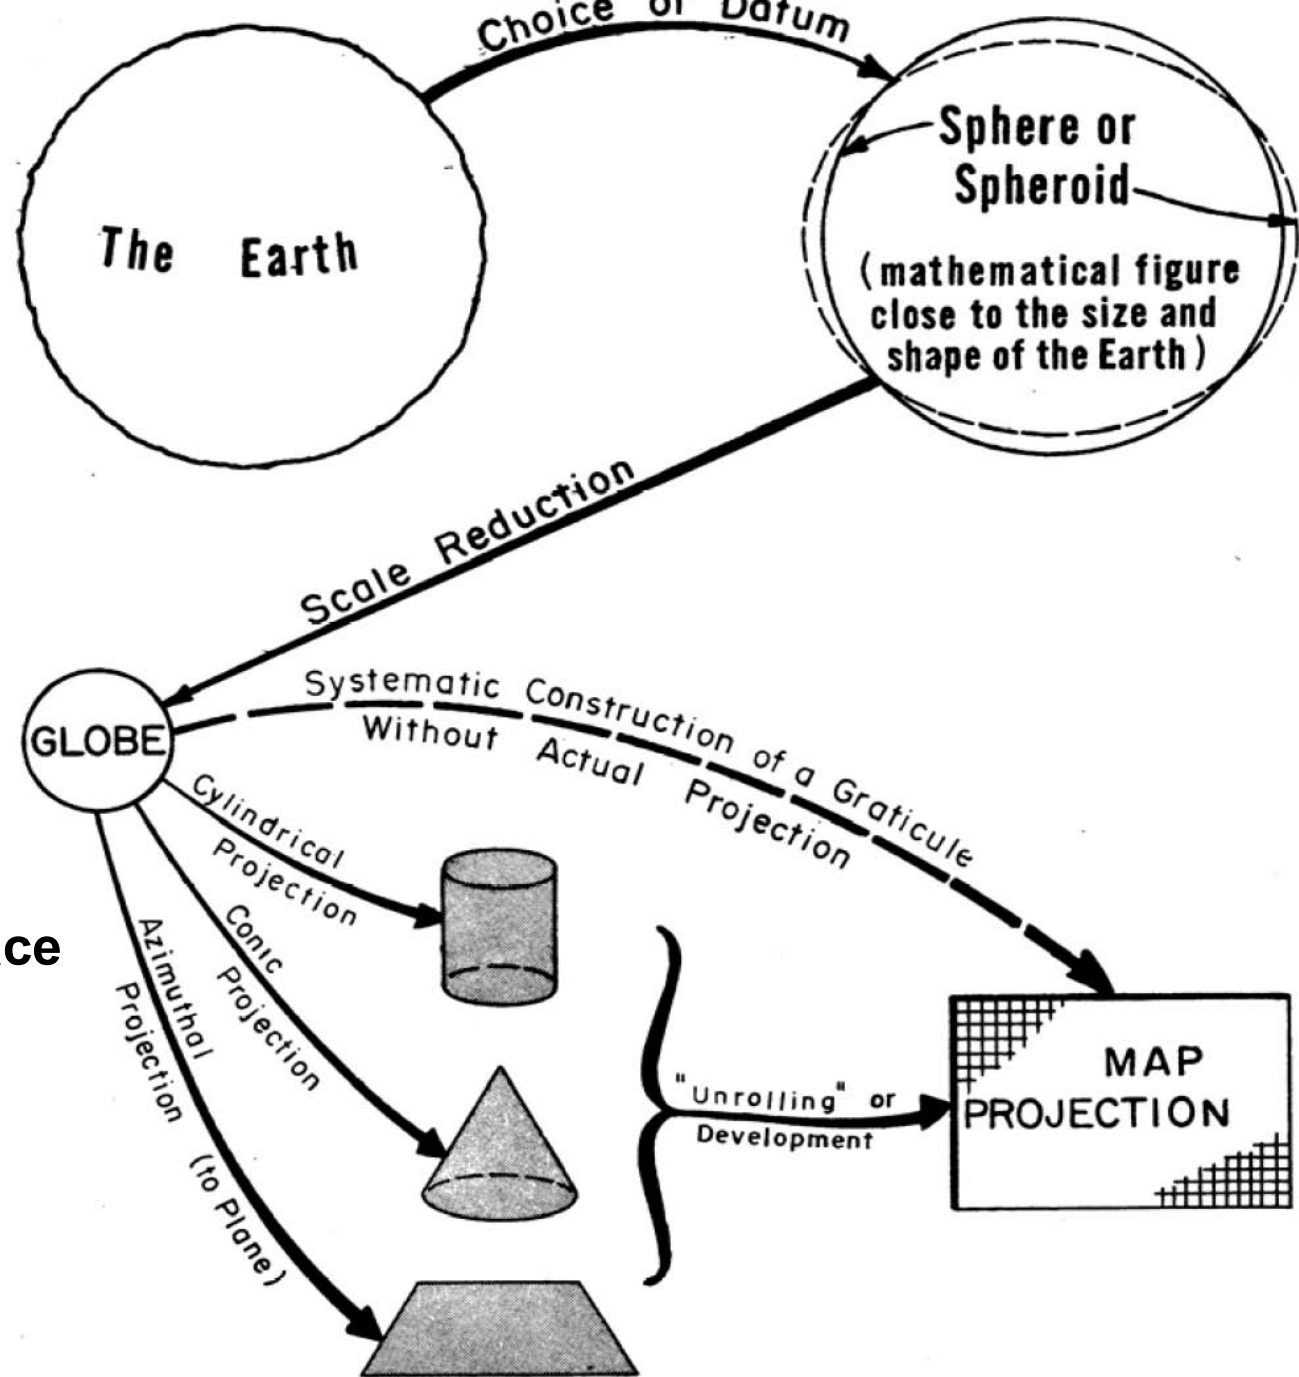 Choice of Datum
The Earth
Sphere or
Spheroid
(mathematical figure
close to the size and
shape of the Earth)
Scale Reduction
GLOBE
Systematic Construction of a Graticule
Without Actual Projection
Cylindrical
Projection
Conic
Projection
Azimuthal
Projection
(to Plane)
"Unrolling" or
Development
MAP
PROJECTION